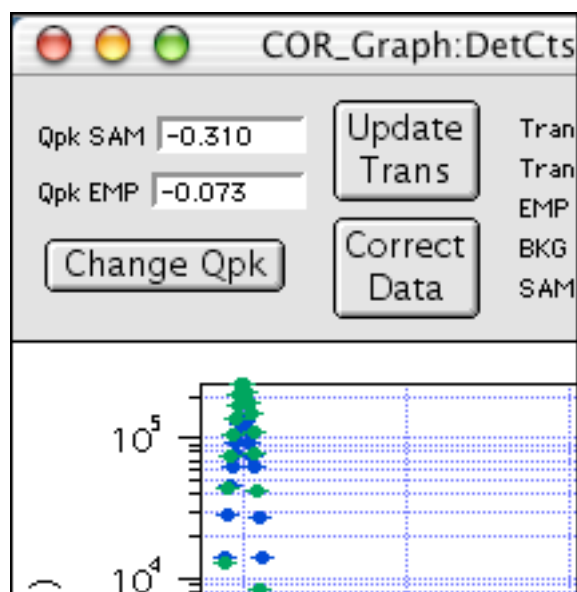 COR_Graph:DetCts
Qpk SAM -0.310
Qpk EMP -0.073
Change Qpk
Update
Trans
Correct
Data
Tran
Tran
EMP
BKG
SAM
10^5
10^4